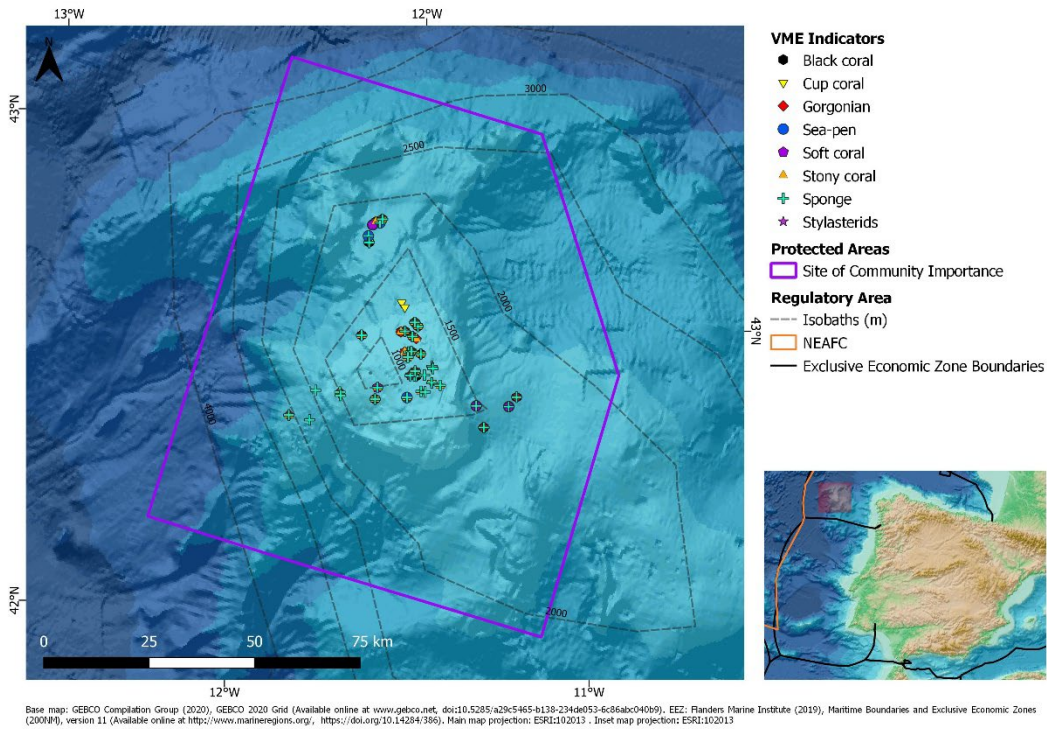 13°W
12°W
N
43°N
3000
2500
2000
1500
1000
4000
2000
43°N
42°N
0
25
50
75 km
12°W
11°W
VME Indicators
Black coral
Cup coral
Gorgonian
Sea-pen
Soft coral
Stony coral
Sponge
Stylasterids
Protected Areas
Site of Community Importance
Regulatory Area
Isobaths (m)
NEAFC
Exclusive Economic Zone Boundaries
Base map: GEBCO Compilation Group (2020), GEBCO 2020 Grid (Available online at www.gebco.net, doi:10.5285/a29c5465-b138-234de053-6c86abc040b9). EEZ: Flanders Marine Institute (2019), Maritime Boundaries and Exclusive Economic Zones
(200NM), version 11 (Available online at http://www.marineregions.org/, https://doi.org/10.14284/386). Main map projection: ESRI:102013 . Inset map projection: ESRI:102013